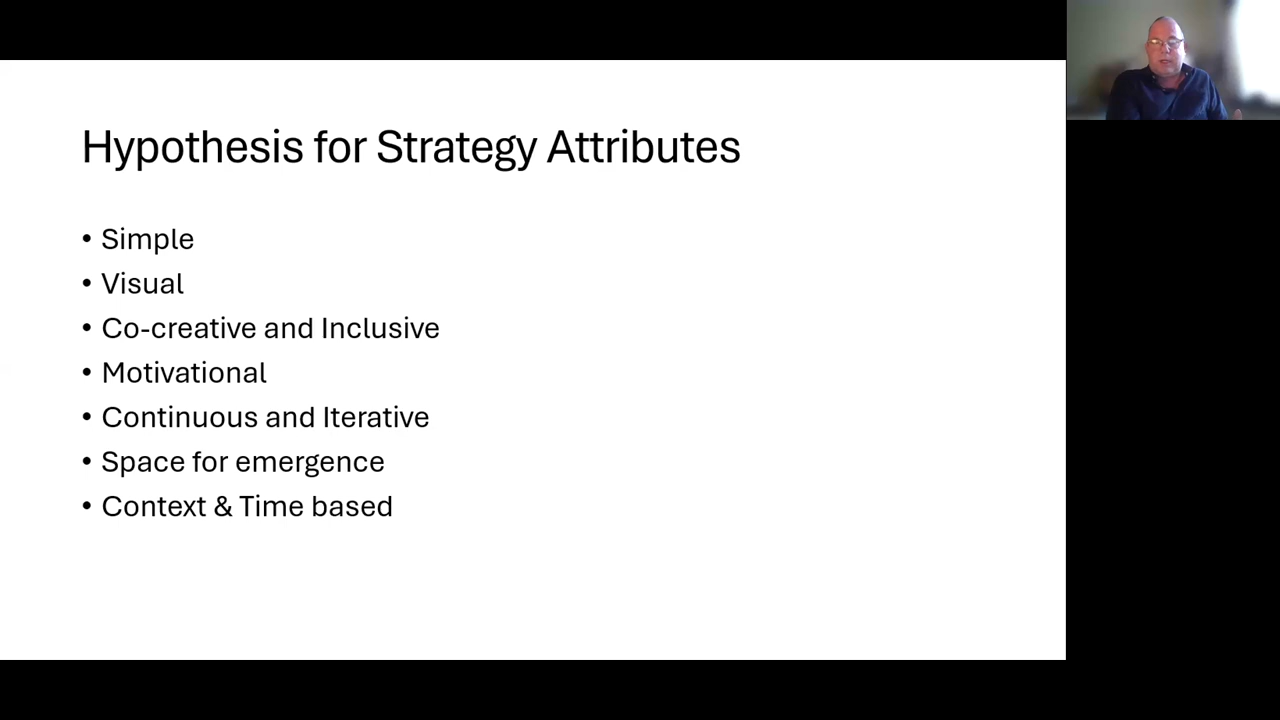 Hypothesis for Strategy Attributes
• Simple
• Visual
• Co-creative and Inclusive
• Motivational
• Continuous and Iterative
• Space for emergence
• Context & Time based